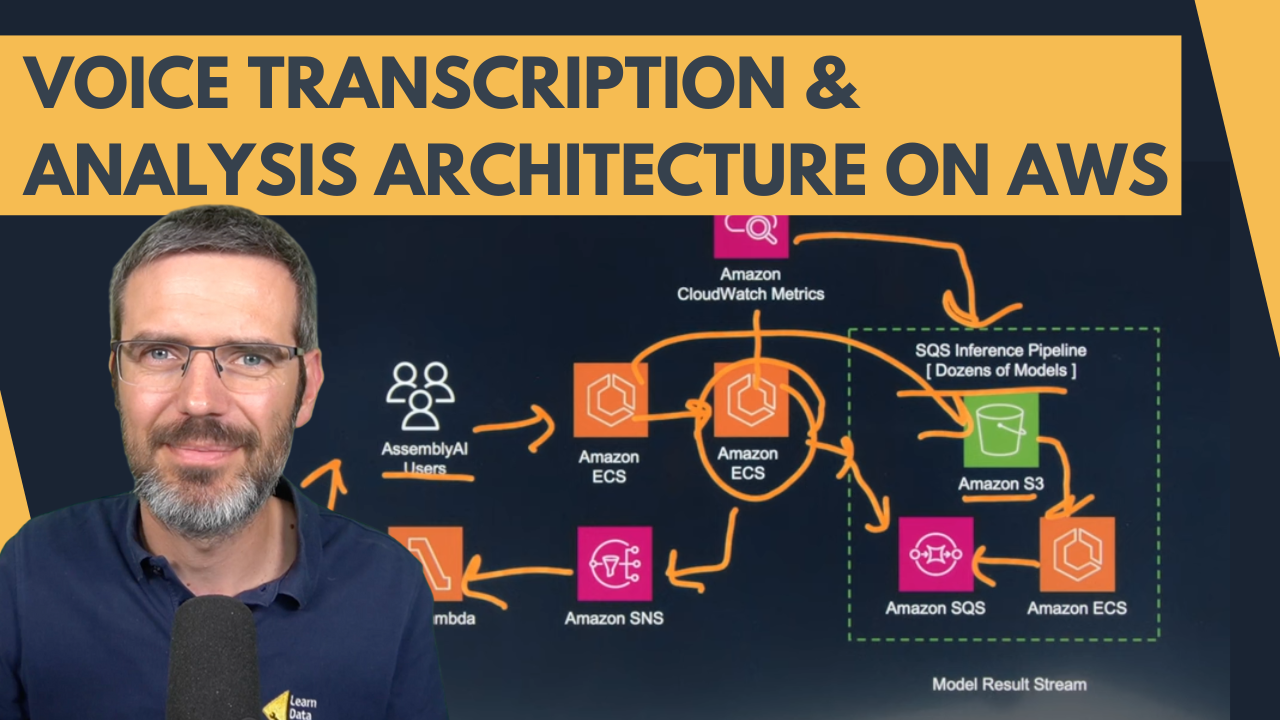 VOICE TRANSCRIPTION &
ANALYSIS ARCHITECTURE ON AWS
Amazon
CloudWatch Metrics
SQS Inference Pipeline
[ Dozens of Models ]
AssemblyAI
Users
Amazon
ECS
Amazon
ECS
Amazon S3
mbda
Amazon SNS
Amazon SQS
Amazon ECS
Model Result Stream
Learn
Data